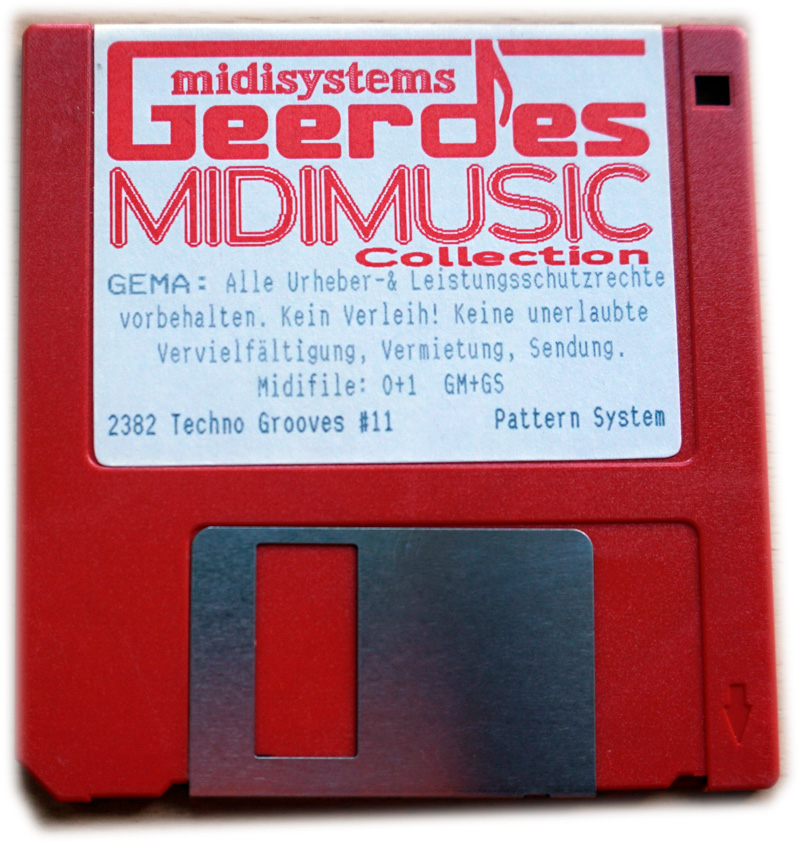 midisystems
Geerdes
MIDIMUSIC
Collection
GEMA: Alle Urheber-& Leistungsschutzrechte
vorbehalten. Kein Verleih! Keine unerlaubte
Vervielfältigung, Vermietung, Sendung.
Midifile: 0+1 GM+GS
2382 Techno Grooves #11 Pattern System